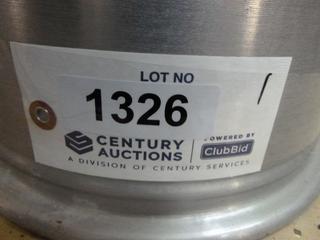 LOT NO
1326
CENTURY
AUCTIONS
POWERED BY
ClubBid
A DIVISION OF CENTURY SERVICES